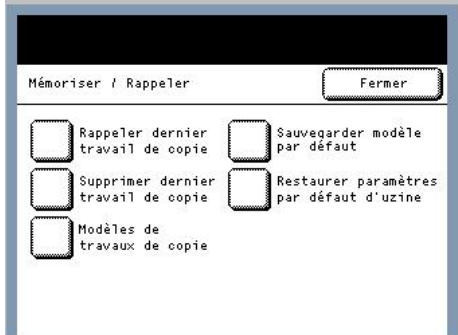 Mémoriser / Rappeler
Fermer
Rappeler dernier
travail de copie
Supprimer dernier
travail de copie
Modèles de
travaux de copie
Sauvegarder modèle
par défaut
Restaurer paramètres
par défaut d'uzine